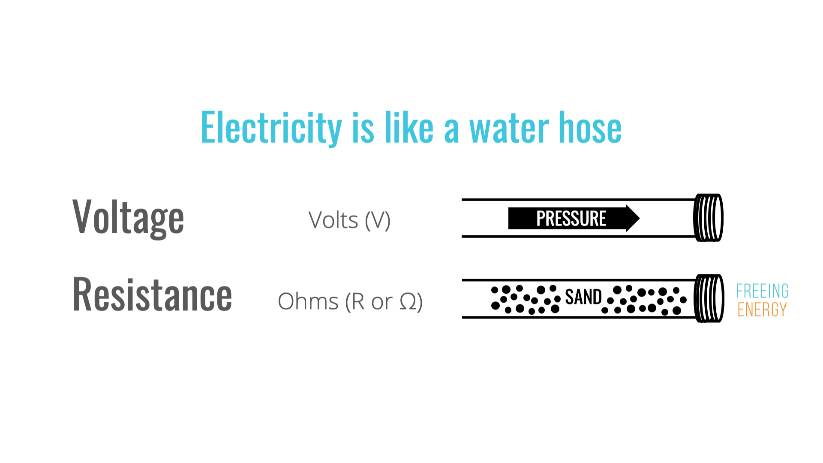 Electricity is like a water hose
Voltage Volts (V) PRESSURE
Resistance Ohms (R or Ω) SAND
FREEING
ENERGY